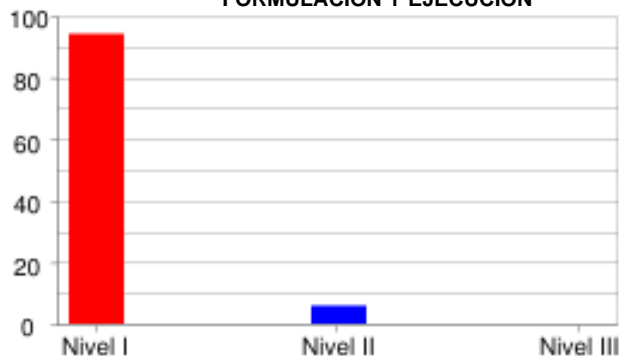 FORMULACIÓN Y EJECUCIÓN
100
80
60
40
20
0
Nivel I
Nivel II
Nivel III